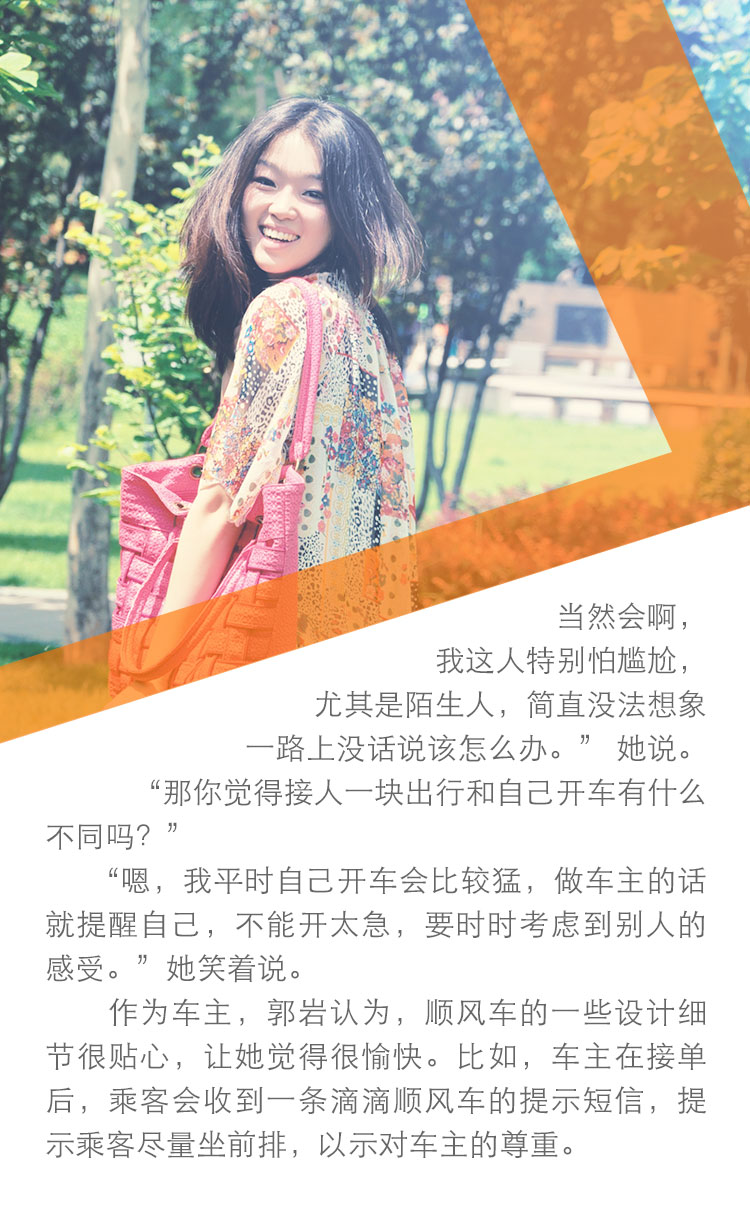 当然会啊，
我这人特别怕尴尬，
尤其是陌生人，简直没法想象
一路上没话说该怎么办。” 她说。
“那你觉得接人一块出行和自己开车有什么
不同吗？”
“嗯，我平时自己开车会比较猛，做车主的话
就提醒自己，不能开太急，要时时考虑到别人的
感受。”她笑着说。
作为车主，郭岩认为，顺风车的一些设计细
节很贴心，让她觉得很愉快。比如，车主在接单
后，乘客会收到一条滴滴顺风车的提示短信，提
示乘客尽量坐前排，以示对车主的尊重。